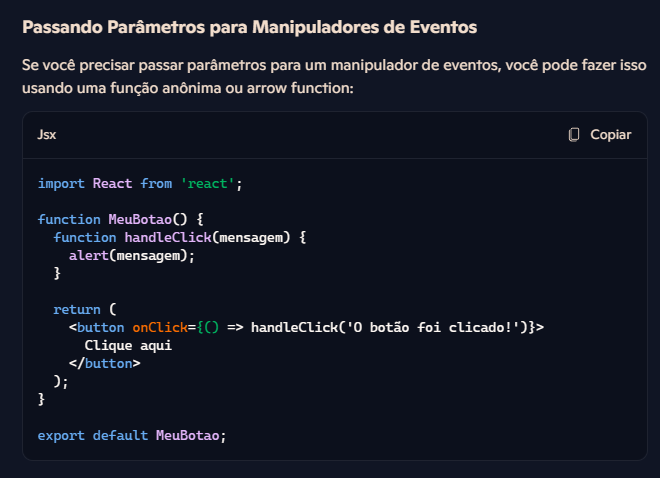 Passando Parâmetros para Manipuladores de Eventos
Se você precisar passar parâmetros para um manipulador de eventos, você pode fazer isso
usando uma função anônima ou arrow function:
Jsx
Copiar
import React from 'react';
function MeuBotao() {
  function handleClick(mensagem) {
    alert(mensagem);
  }
  return (
    <button onClick={() => handleClick('O botão foi clicado!')}>
      Clique aqui
    </button>
  );
}
export default MeuBotao;